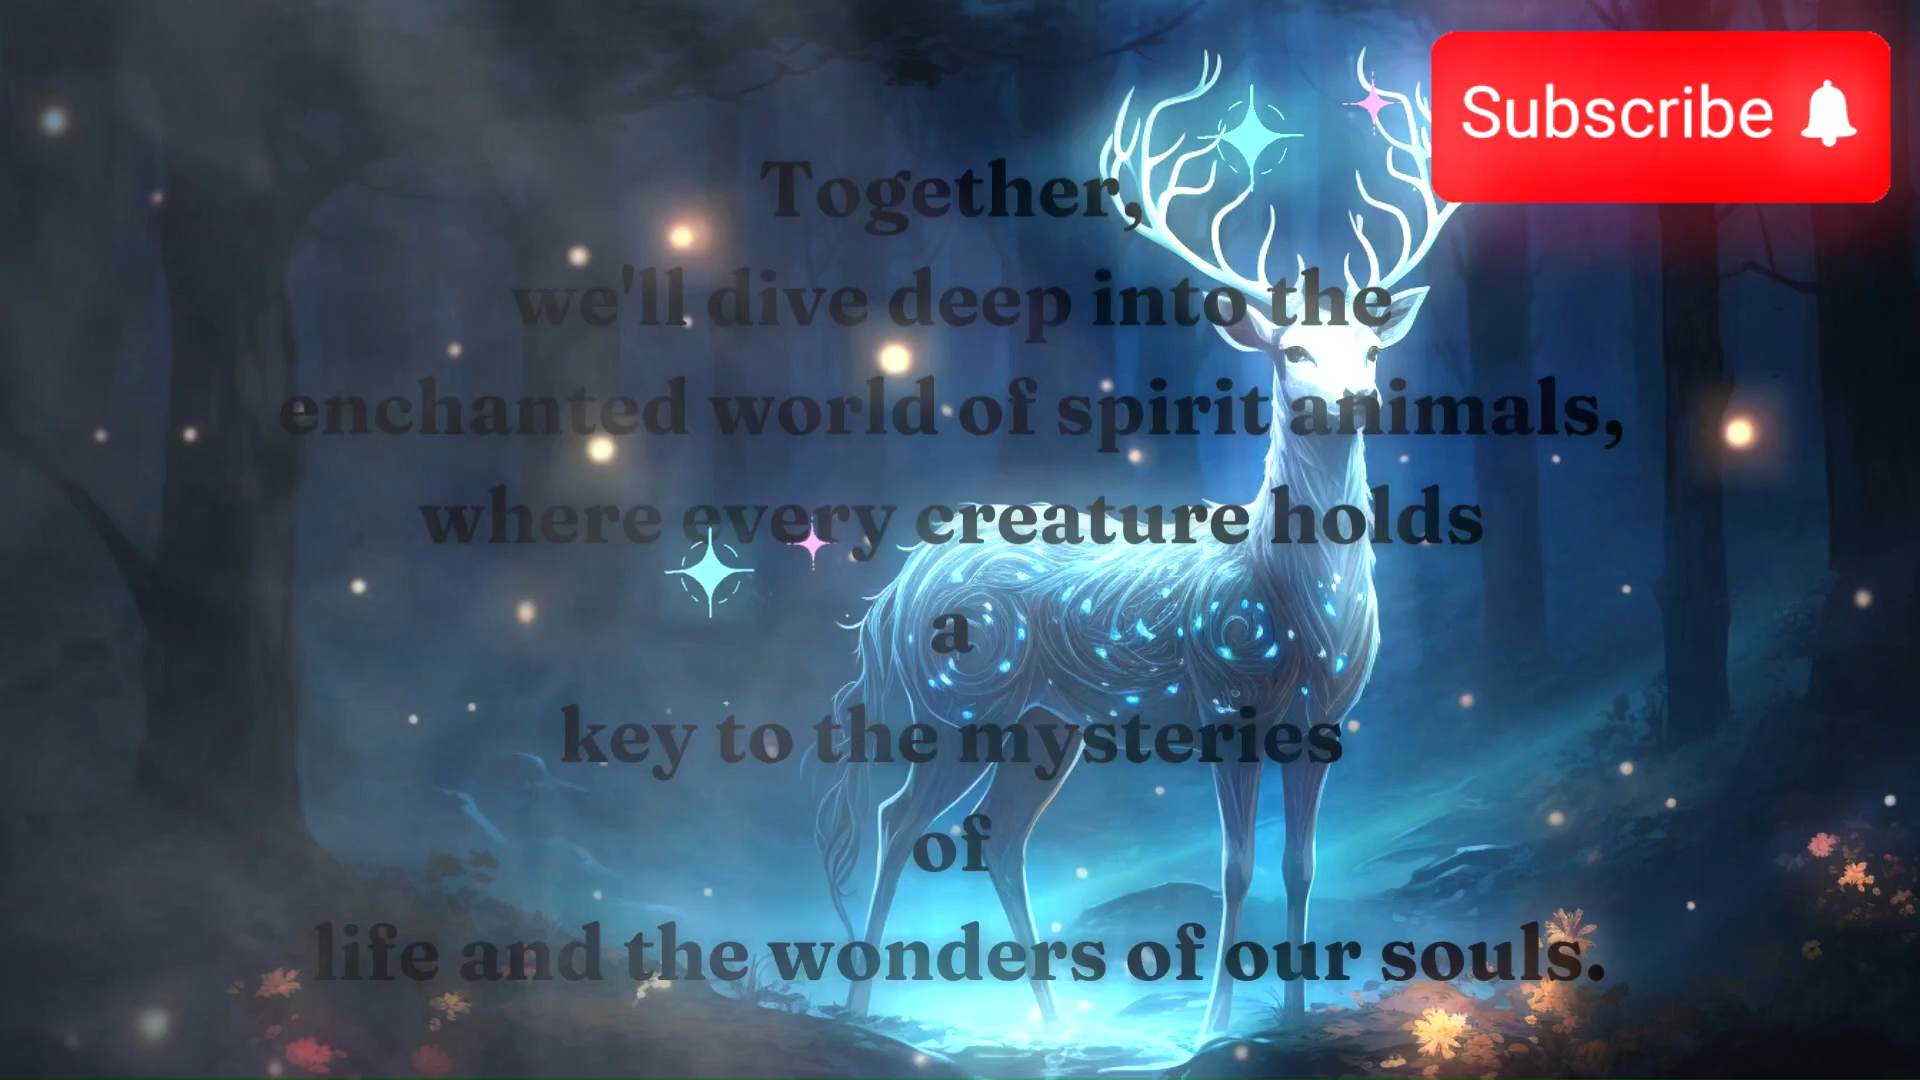 Subscribe
Together,
we'll dive deep into the
enchanted world of spirit animals,
where every creature holds
a
key to the mysteries
of
life and the wonders of our souls.